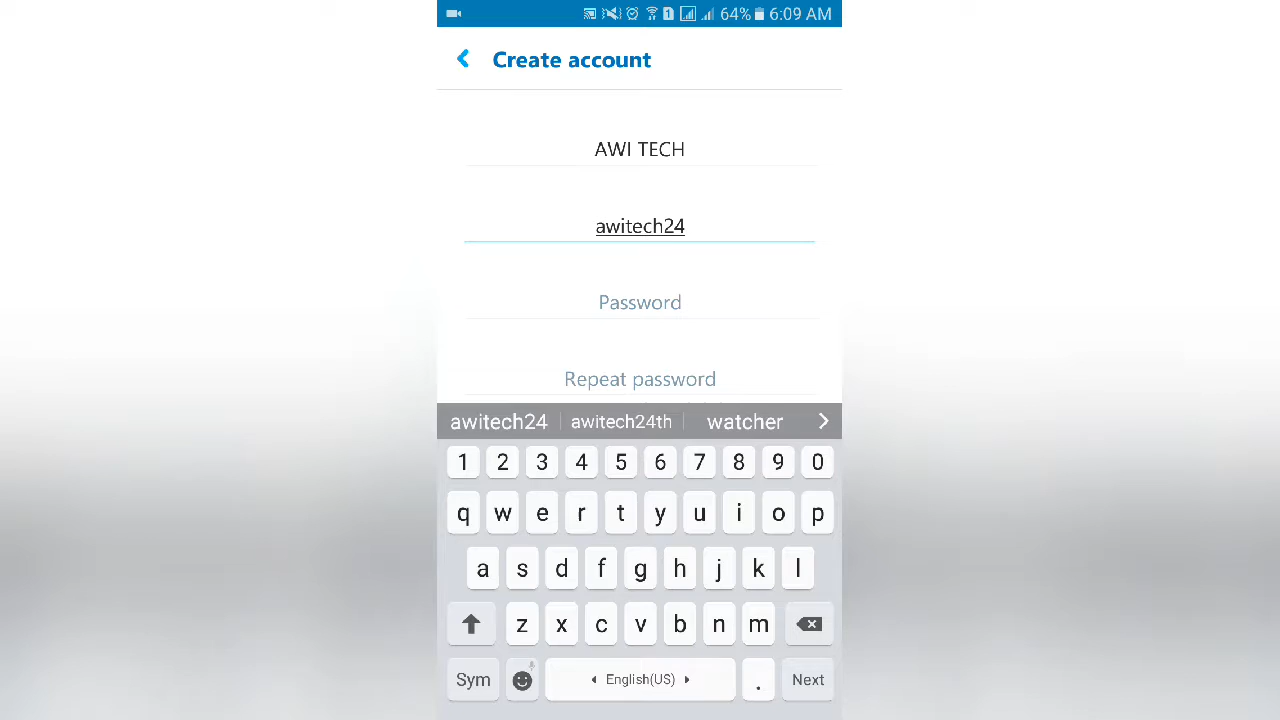 1 64% 6:09 AM
Create account
AWI TECH
awitech24
Password
Repeat password
awitech24 awitech24th watcher
1 2 3 4 5 6 7 8 9 0
q w e r t y u i o p
a s d f g h j k l
z x c v b n m
Sym English(US) . Next